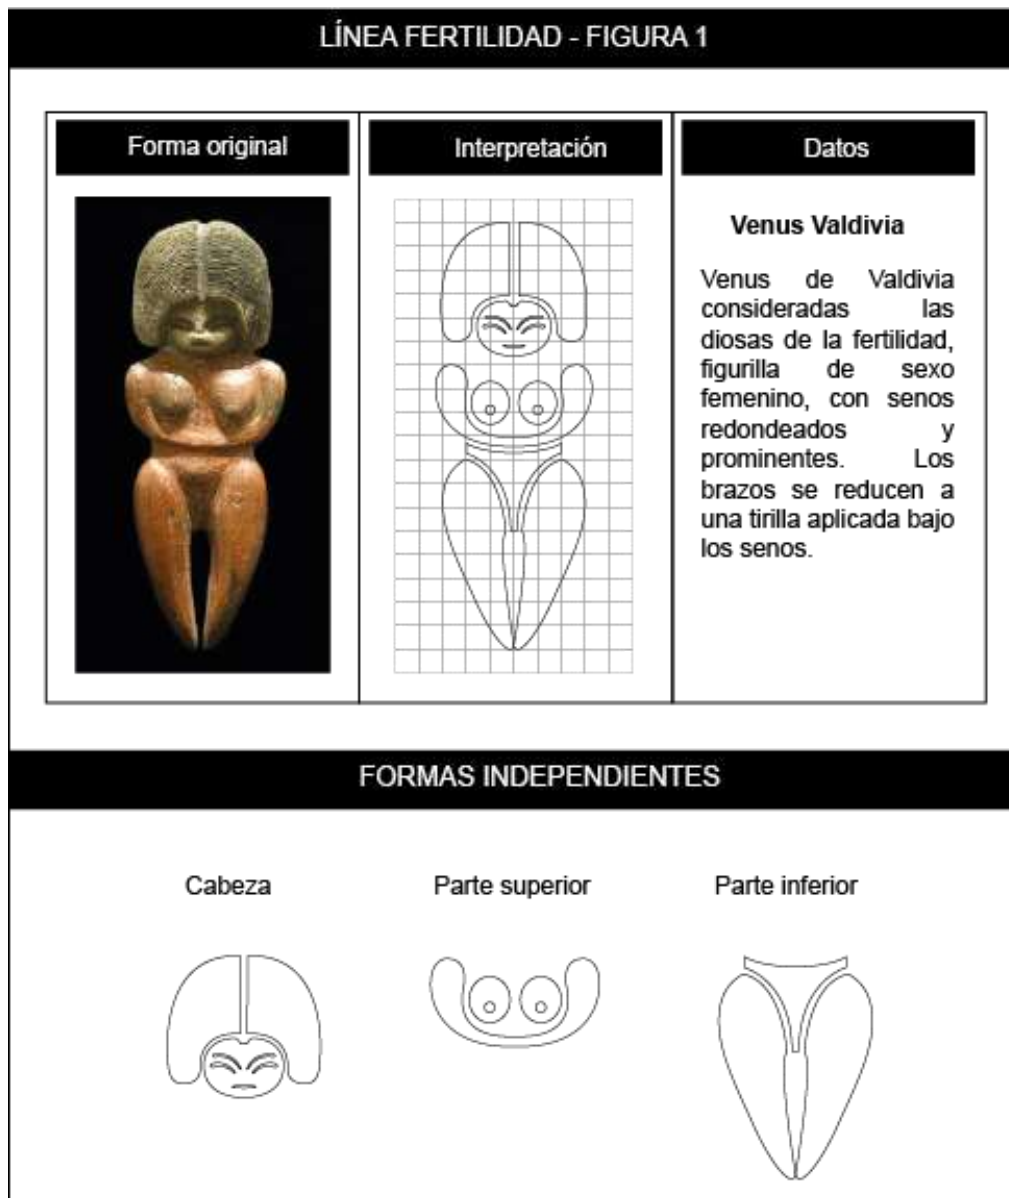 LÍNEA FERTILIDAD - FIGURA 1
Forma original
Interpretación
Datos
Venus Valdivia
Venus de Valdivia
consideradas las
diosas de la fertilidad,
figurilla de sexo
femenino, con senos
redondeados y
prominentes. Los
brazos se reducen a
una tirilla aplicada bajo
los senos.
FORMAS INDEPENDIENTES
Cabeza
Parte superior
Parte inferior